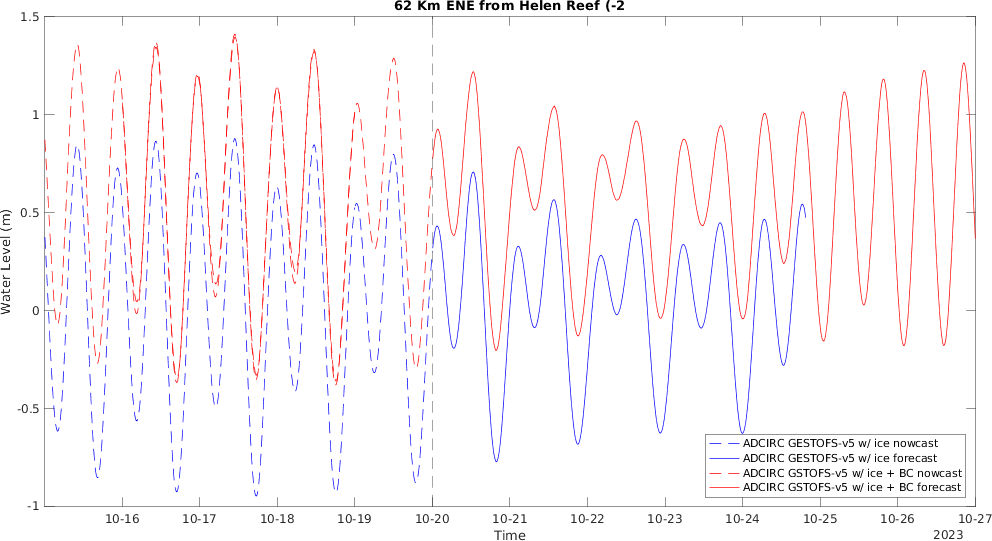 62 Km ENE from Helen Reef (-2
1.5
1
0.5
0
-0.5
-1
Water Level (m)
10-16 10-17 10-18 10-19 10-20 10-21 10-22 10-23 10-24 10-25 10-26 10-27
Time
2023
ADCIRC GESTOFS-v5 w/ ice nowcast
ADCIRC GESTOFS-v5 w/ ice forecast
ADCIRC GSTOFS-v5 w/ ice + BC nowcast
ADCIRC GSTOFS-v5 w/ ice + BC forecast